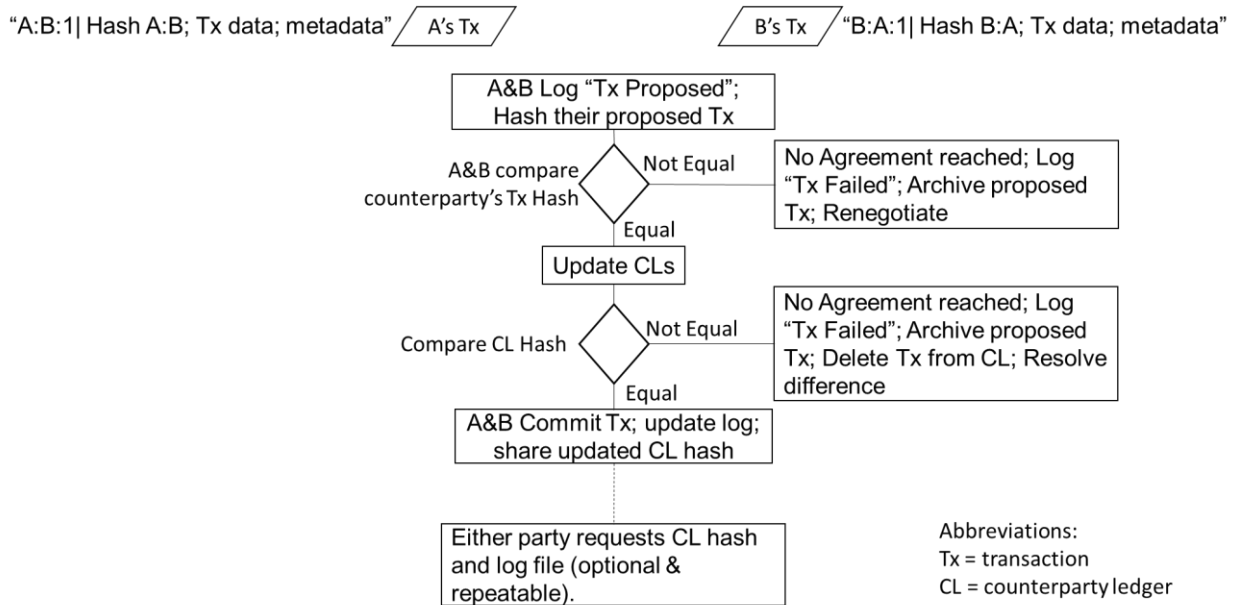 “A:B:1| Hash A:B; Tx data; metadata”
A’s Tx
B’s Tx
“B:A:1| Hash B:A; Tx data; metadata”
A&B Log “Tx Proposed”;
Hash their proposed Tx
A&B compare
counterparty’s Tx Hash
Not Equal
No Agreement reached; Log
“Tx Failed”; Archive proposed
Tx; Renegotiate
Equal
Update CLs
Compare CL Hash
Not Equal
No Agreement reached; Log
“Tx Failed”; Archive proposed
Tx; Delete Tx from CL; Resolve
difference
Equal
A&B Commit Tx; update log;
share updated CL hash
Either party requests CL hash
and log file (optional &
repeatable).
Abbreviations:
Tx = transaction
CL = counterparty ledger